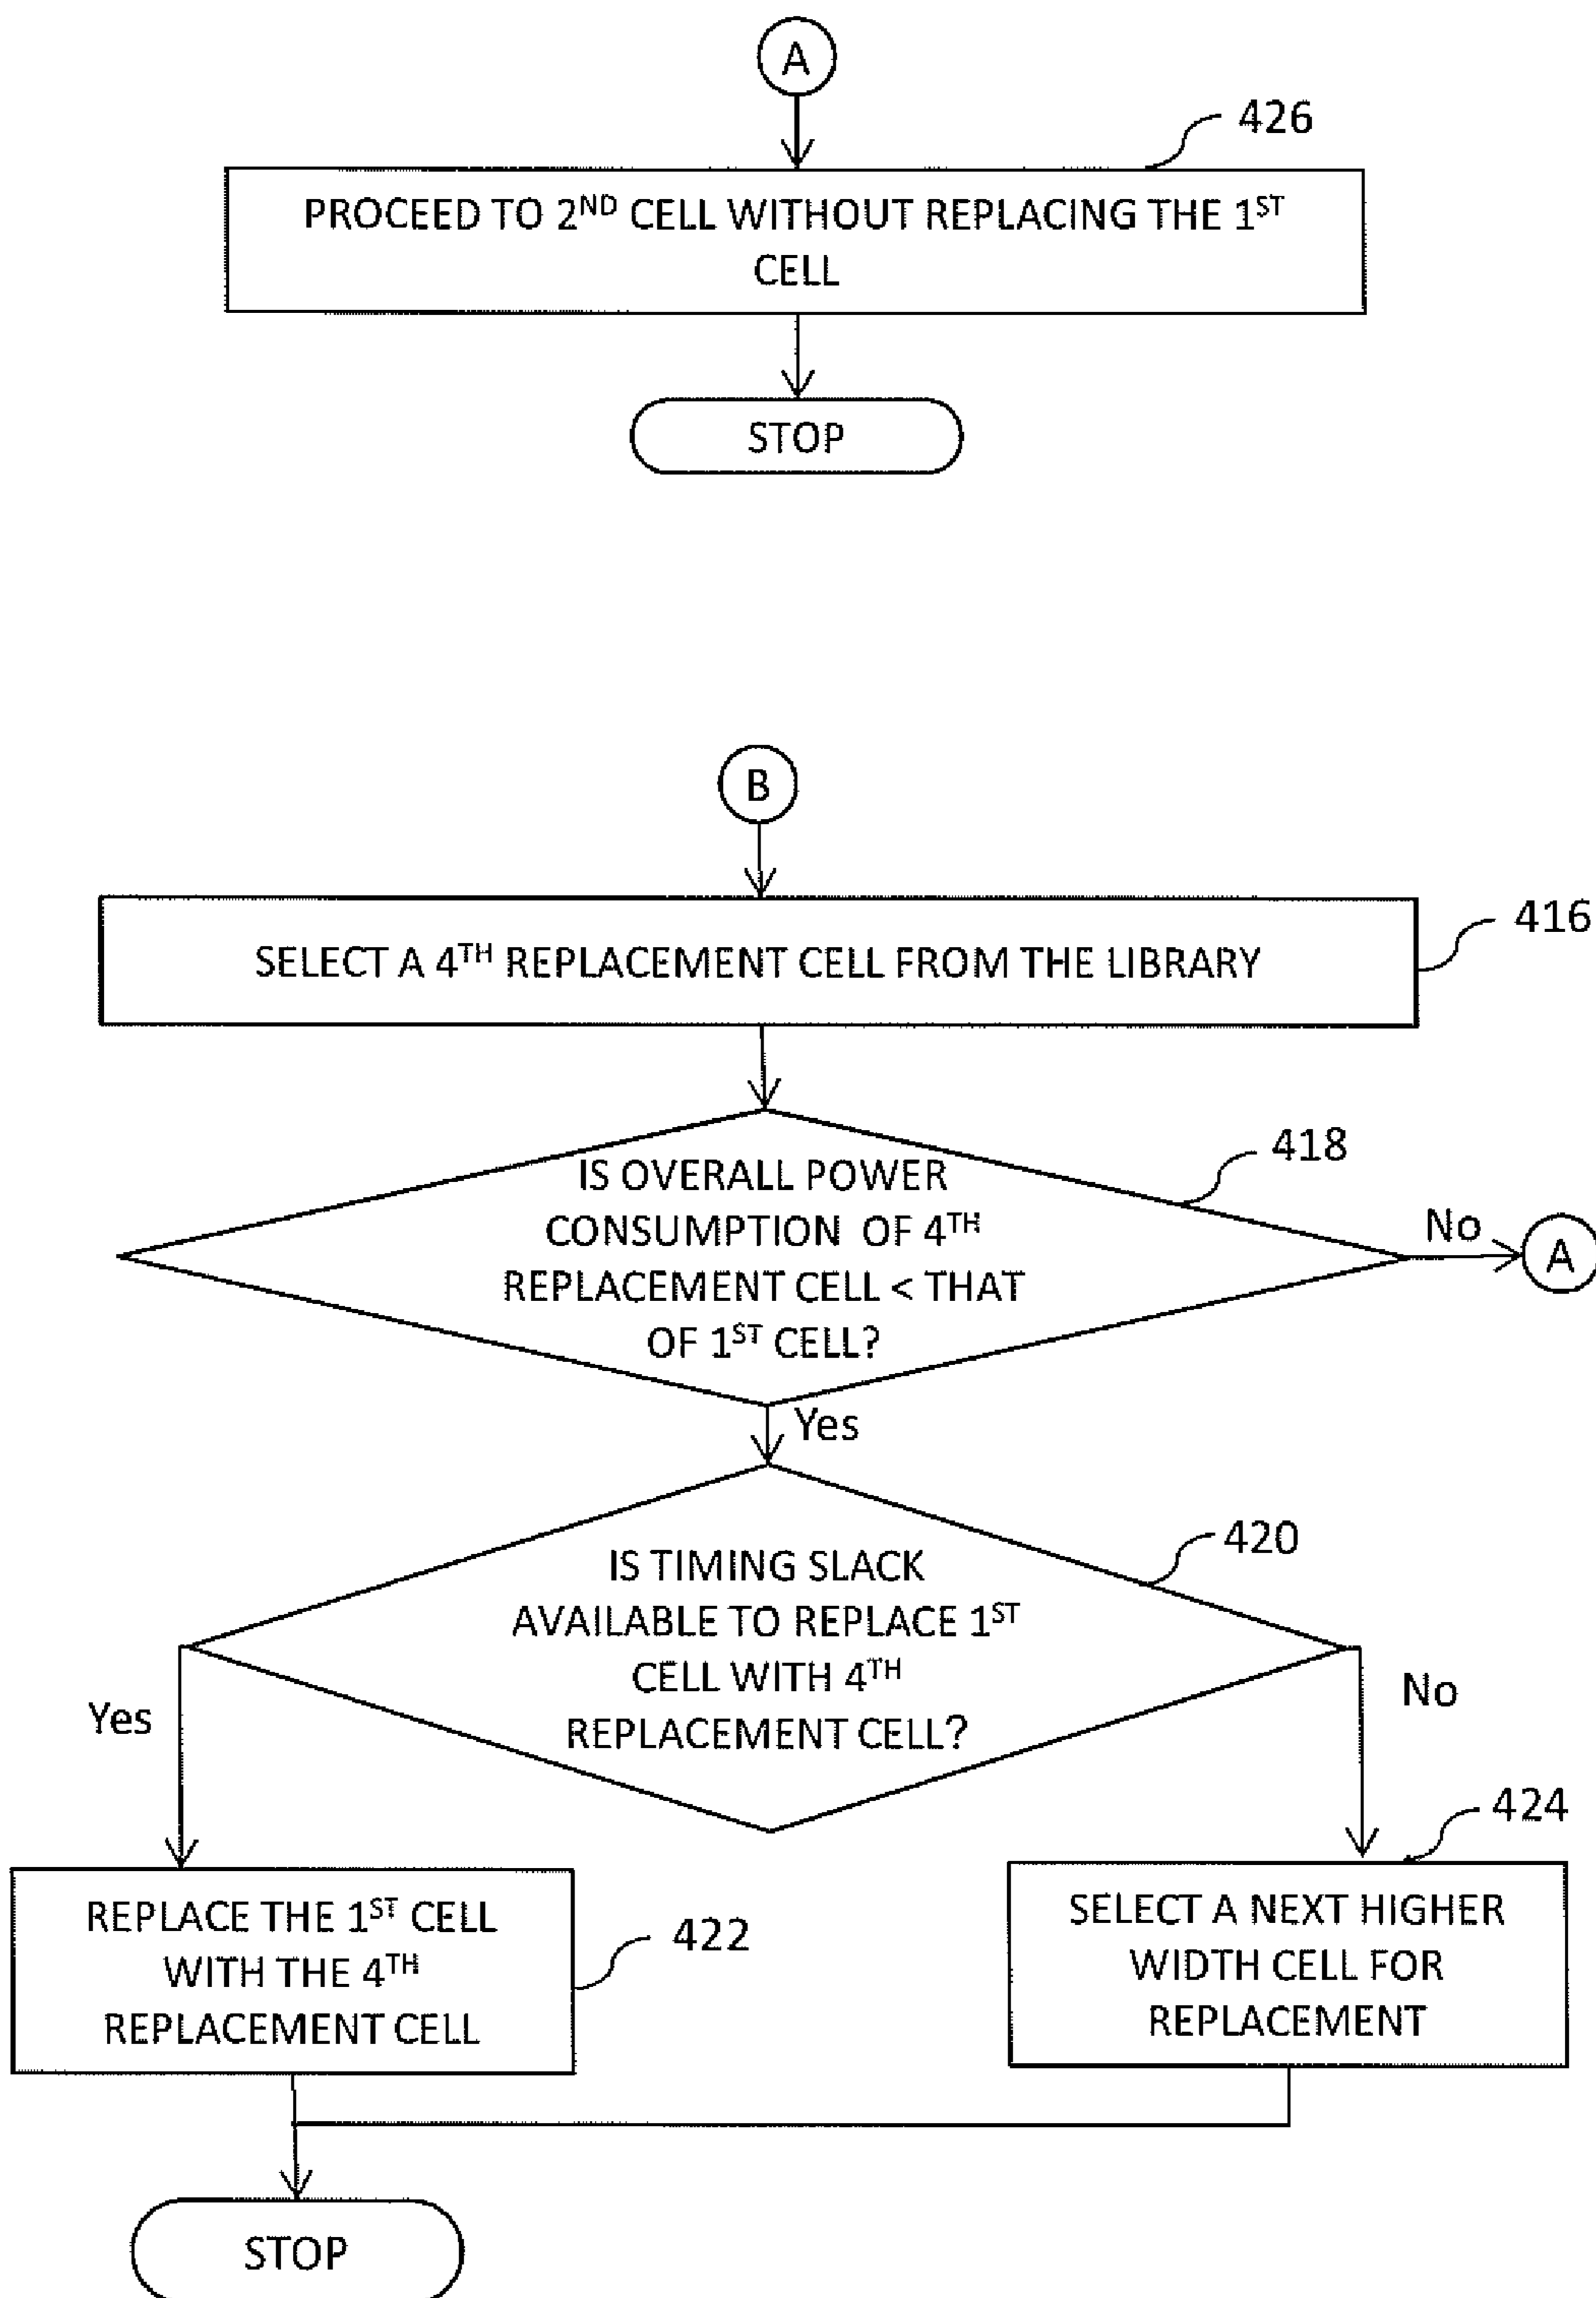 A
426
PROCEED TO 2ND CELL WITHOUT REPLACING THE 1ST
CELL
STOP
B
416
SELECT A 4TH REPLACEMENT CELL FROM THE LIBRARY
418
IS OVERALL POWER
CONSUMPTION OF 4TH
REPLACEMENT CELL < THAT
OF 1ST CELL?
No
A
Yes
420
IS TIMING SLACK
AVAILABLE TO REPLACE 1ST
CELL WITH 4TH
REPLACEMENT CELL?
Yes
No
424
REPLACE THE 1ST CELL
WITH THE 4TH
REPLACEMENT CELL
422
SELECT A NEXT HIGHER
WIDTH CELL FOR
REPLACEMENT
STOP